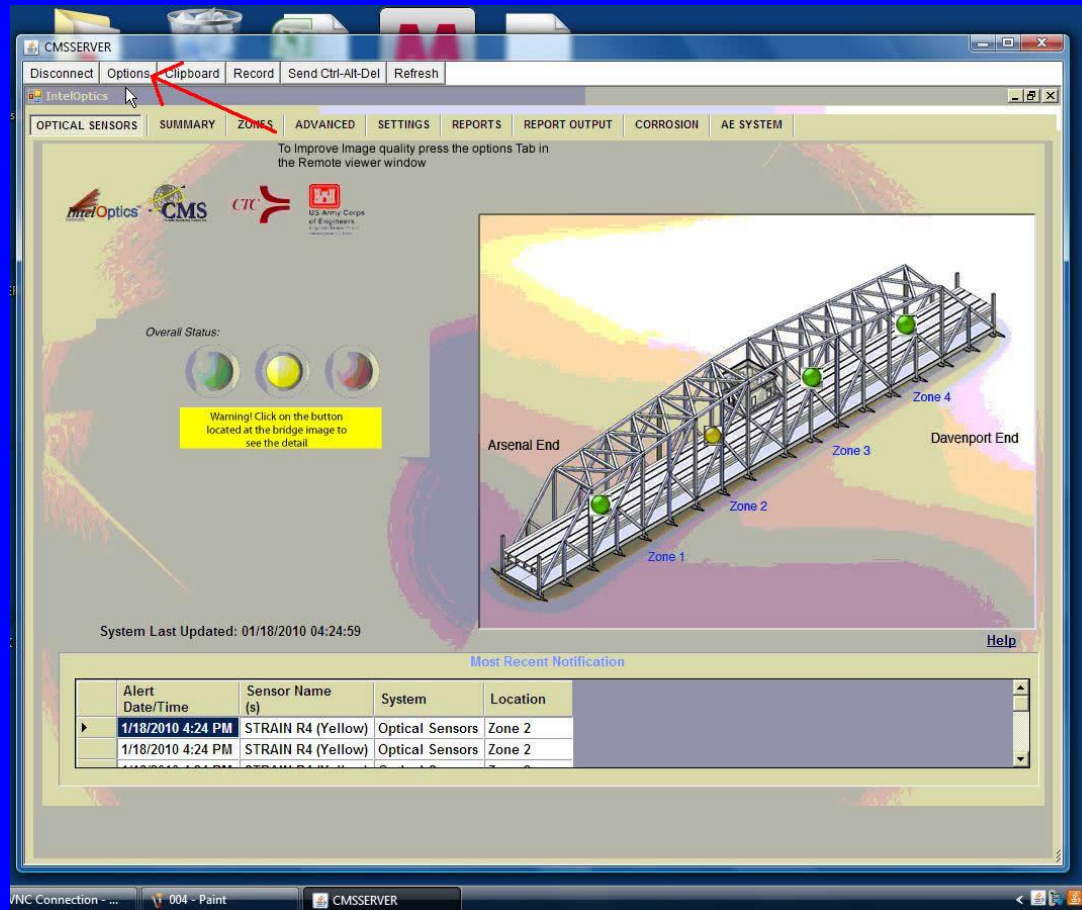 CMSSERVER
Disconnect Options Clipboard Record Send Ctrl-Alt-Del Refresh
IntelOptics
OPTICAL SENSORS SUMMARY ZONES ADVANCED SETTINGS REPORTS REPORT OUTPUT CORROSION AE SYSTEM
To Improve Image quality press the options Tab in
the Remote viewer window
IntelOptics CMS CTC
US Army Corps
of Engineers
Overall Status:
Warning! Click on the button
located at the bridge image to
see the detail
Zone 4
Arsenal End
Davenport End
Zone 3
Zone 2
Zone 1
System Last Updated: 01/18/2010 04:24:59
Help
Most Recent Notification
Alert Date/Time Sensor Name (s) System Location
1/18/2010 4:24 PM STRAIN R4 (Yellow) Optical Sensors Zone 2
1/18/2010 4:24 PM STRAIN R4 (Yellow) Optical Sensors Zone 2
VNC Connection - ... 004 - Paint CMSSERVER